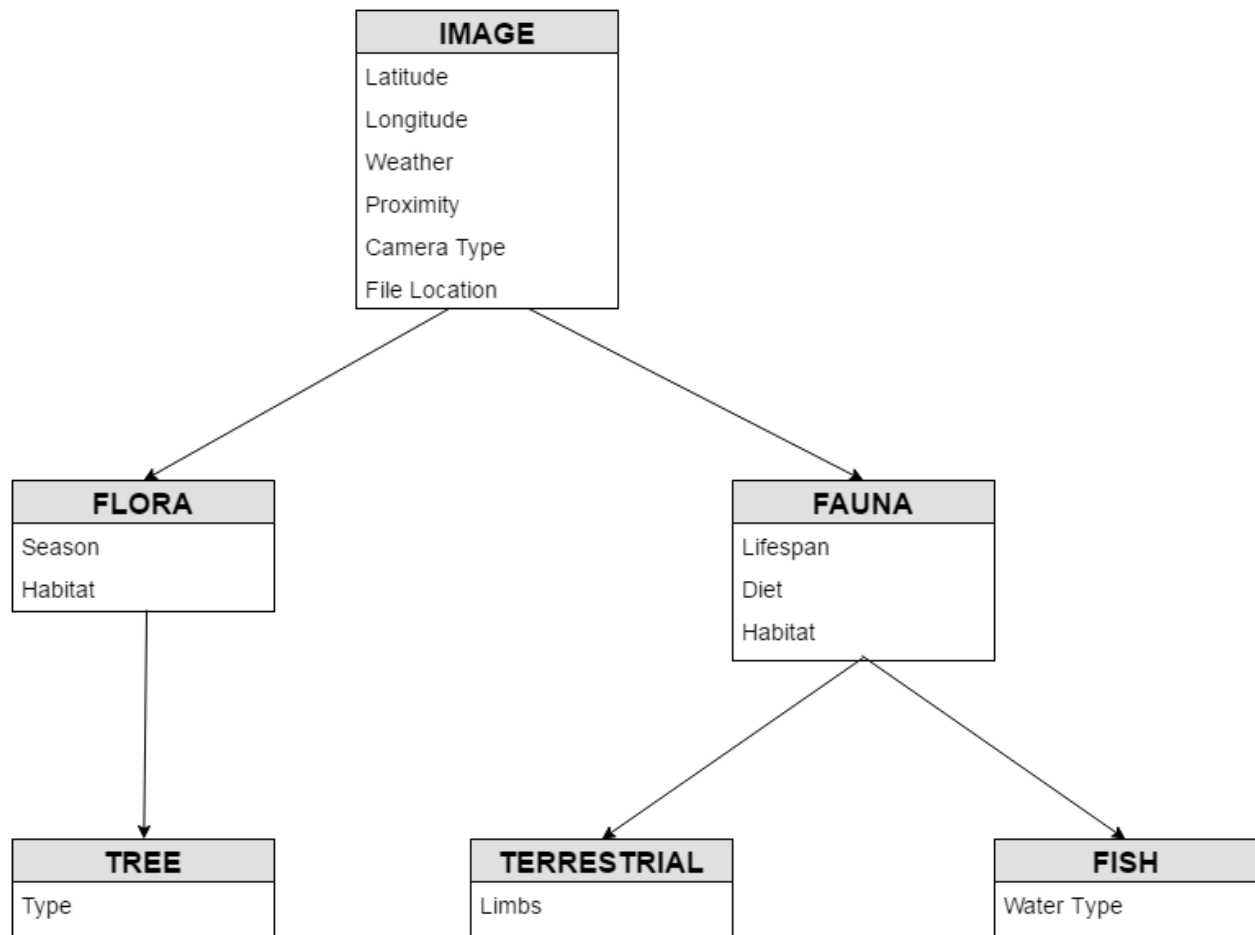 IMAGE
Latitude
Longitude
Weather
Proximity
Camera Type
File Location
FLORA
Season
Habitat
FAUNA
Lifespan
Diet
Habitat
TREE
Type
TERRESTRIAL
Limbs
FISH
Water Type